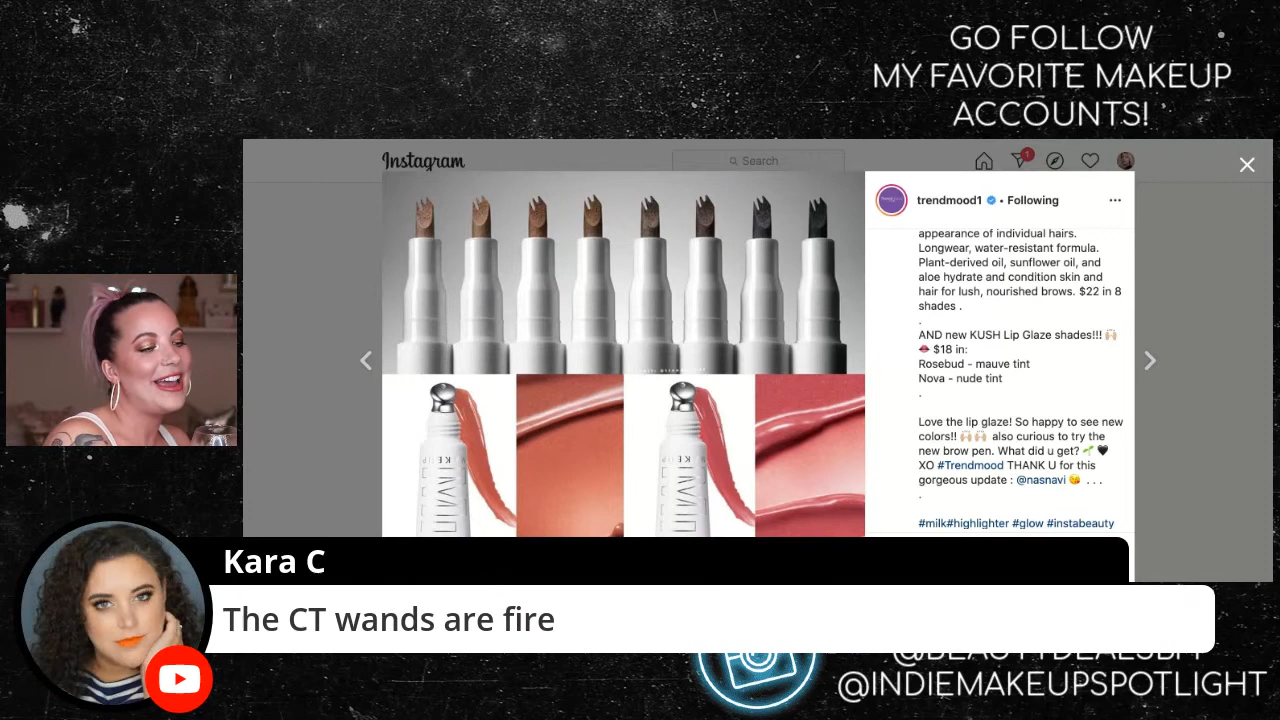 GO FOLLOW
MY FAVORITE MAKEUP
ACCOUNTS!
Instagram
Search
1
trendmood1 • Following
appearance of individual hairs.
Longwear, water-resistant formula.
Plant-derived oil, sunflower oil, and
aloe hydrate and condition skin and
hair for lush, nourished brows. $22 in 8
shades .
.
AND new KUSH Lip Glaze shades!!! 🙌🏼
👄 $18 in:
Rosebud - mauve tint
Nova - nude tint
.
Love the lip glaze! So happy to see new
colors!! 🙌🏼🙌🏼 also curious to try the
new brow pen. What did u get? 🌱🖤
XO #Trendmood THANK U for this
gorgeous update : @nasnavi 😘 . . .
.
#milk#highlighter #glow #instabeauty
Kara C
The CT wands are fire
@INDIEMAKEUPSPOTLIGHT